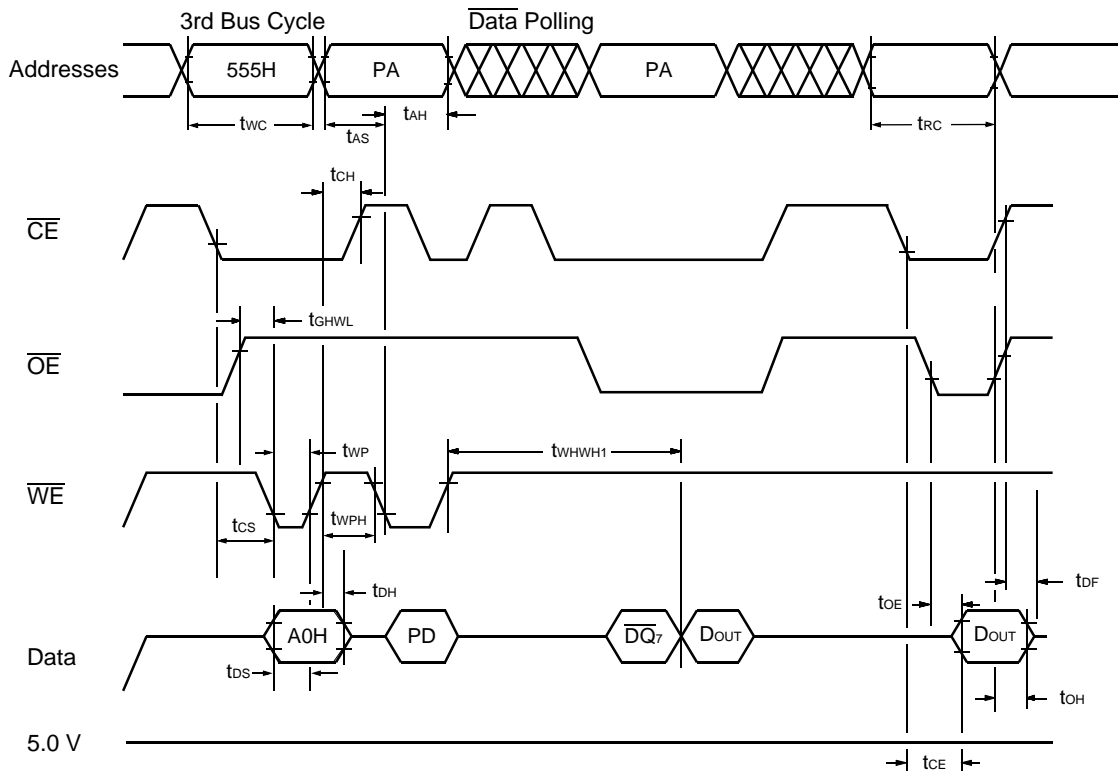 3rd Bus Cycle Data Polling
Addresses 555H PA PA
tWC tAS tAH tRC
tCH
CE
tGHWL
OE
tWP tWHWH1
WE
tCS tWPH
tDH tOE tDF
Data A0H PD DQ7 DOUT DOUT
tDS tOH
5.0 V
tCE